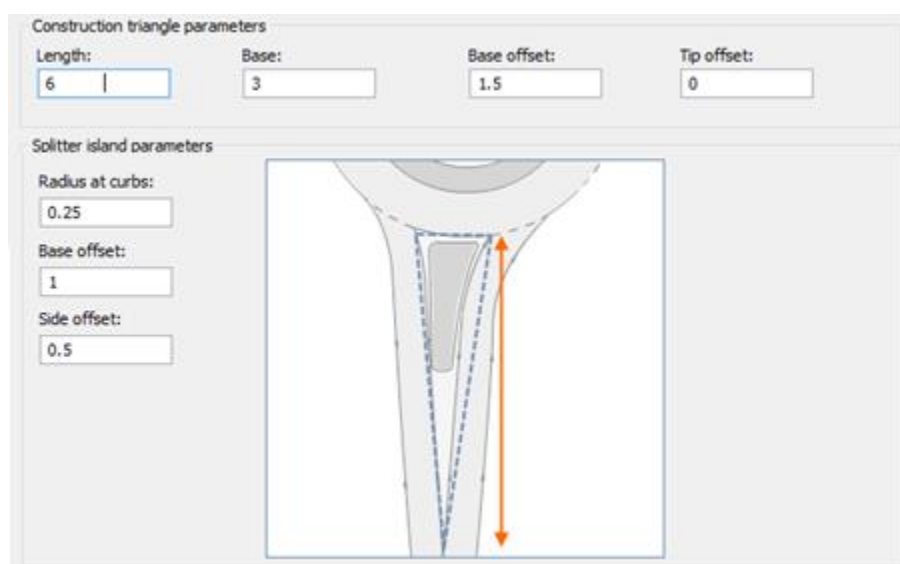 Construction triangle parameters
Length: Base: Base offset: Tip offset:
6 3 1.5 0
Splitter island parameters
Radius at curbs:
0.25
Base offset:
1
Side offset:
0.5